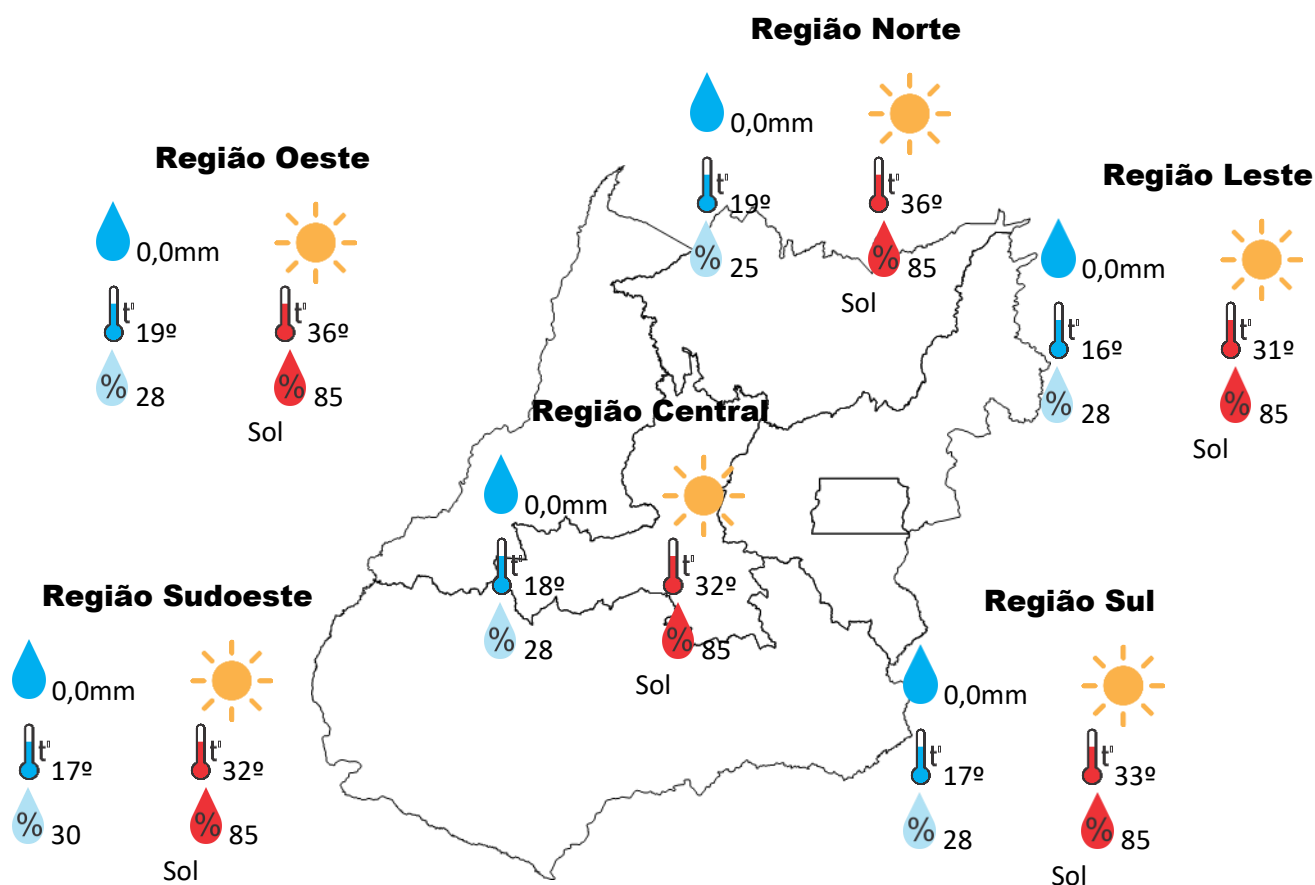 Região Norte
0,0mm
t° 19º
t° 36º
% 25
% 85
Sol
Região Oeste
0,0mm
t° 19º
t° 36º
% 28
% 85
Sol
Região Leste
0,0mm
t° 16º
t° 31º
% 28
% 85
Sol
Região Central
0,0mm
t° 18º
t° 32º
% 28
% 85
Sol
Região Sudoeste
0,0mm
t° 17º
t° 32º
% 30
% 85
Sol
Região Sul
0,0mm
t° 17º
t° 33º
% 28
% 85
Sol